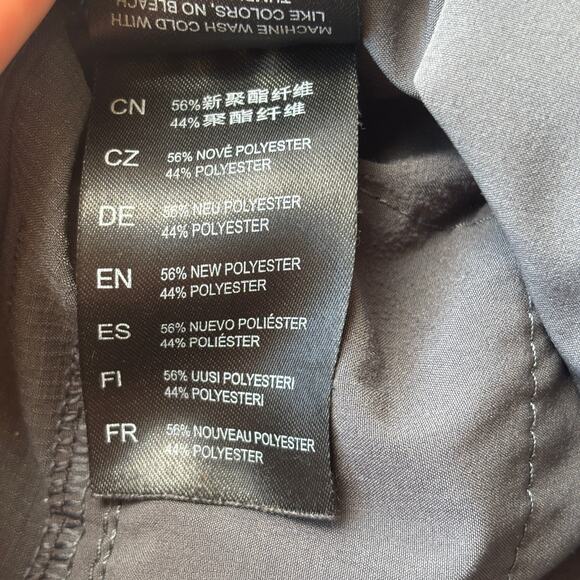 MACHINE WASH COLD WITH
LIKE COLORS, NO BLEACH
CN
56%新聚酯纤维
44%聚酯纤维
CZ
56% NOVÉ POLYESTER
44% POLYESTER
DE
56% NEU POLYESTER
44% POLYESTER
EN
56% NEW POLYESTER
44% POLYESTER
ES
56% NUEVO POLIÉSTER
44% POLIÉSTER
FI
56% UUSI POLYESTERI
44% POLYESTERI
FR
56% NOUVEAU POLYESTER
44% POLYESTER